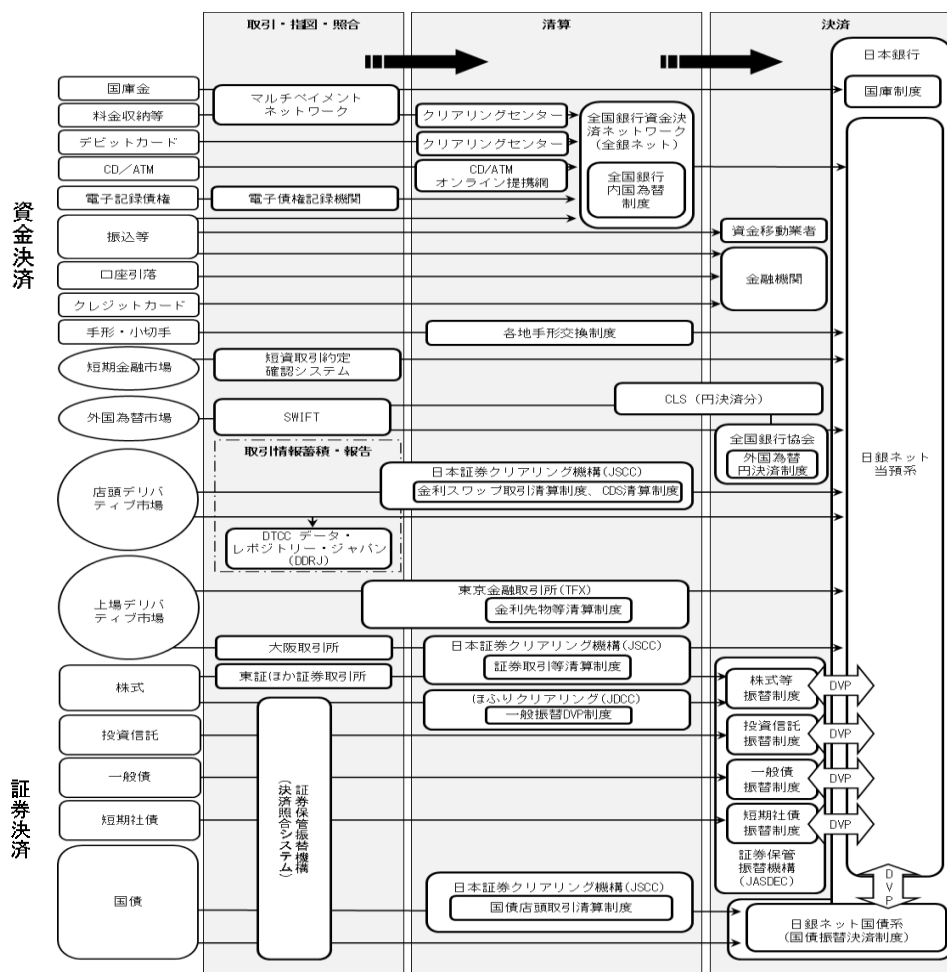 取引・指図・照合
清算
決済
日本銀行
資金決済
国庫金
マルチペイメント
ネットワーク
国庫制度
料金収納等
クリアリングセンター
全国銀行資金決
済ネットワーク
(全銀ネット)
デビットカード
クリアリングセンター
CD/ATM
CD/ATM
オンライン提携網
全国銀行
内国為替
制度
電子記録債権
電子債権記録機関
振込等
資金移動業者
口座引落
金融機関
クレジットカード
手形・小切手
各地手形交換制度
短期金融市場
短資取引約定
確認システム
外国為替市場
SWIFT
CLS (円決済分)
全国銀行協会
外国為替
円決済制度
日銀ネット
当預系
取引情報蓄積・報告
店頭デリバ
ティブ市場
日本証券クリアリング機構(JSCC)
金利スワップ取引清算制度、CDS清算制度
DTCC データ・
レポジトリー・ジャパン
(DDRJ)
上場デリバ
ティブ市場
東京金融取引所(TFX)
金利先物等清算制度
大阪取引所
日本証券クリアリング機構(JSCC)
証券取引等清算制度
証券決済
株式
東証ほか証券取引所
株式等
振替制度
DVP
ほふりクリアリング(JDCC)
一般振替DVP制度
投資信託
投資信託
振替制度
DVP
一般債
一般債
振替制度
DVP
短期社債
短期社債
振替制度
DVP
証券保管振替機構
(決済照合システム)
証券保管
振替機構
(JASDEC)
DVP
国債
日本証券クリアリング機構(JSCC)
国債店頭取引清算制度
日銀ネット国債系
(国債振替決済制度)